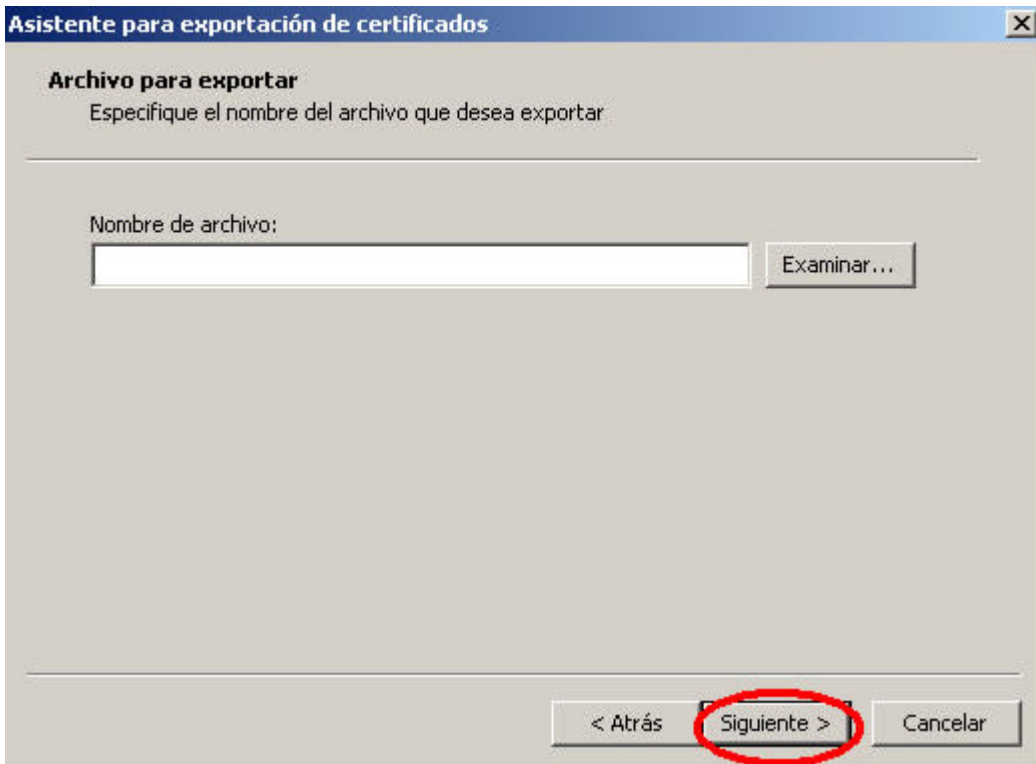 Asistente para exportación de certificados
Archivo para exportar
Especifique el nombre del archivo que desea exportar
Nombre de archivo:
Examinar...
< Atrás Siguiente > Cancelar